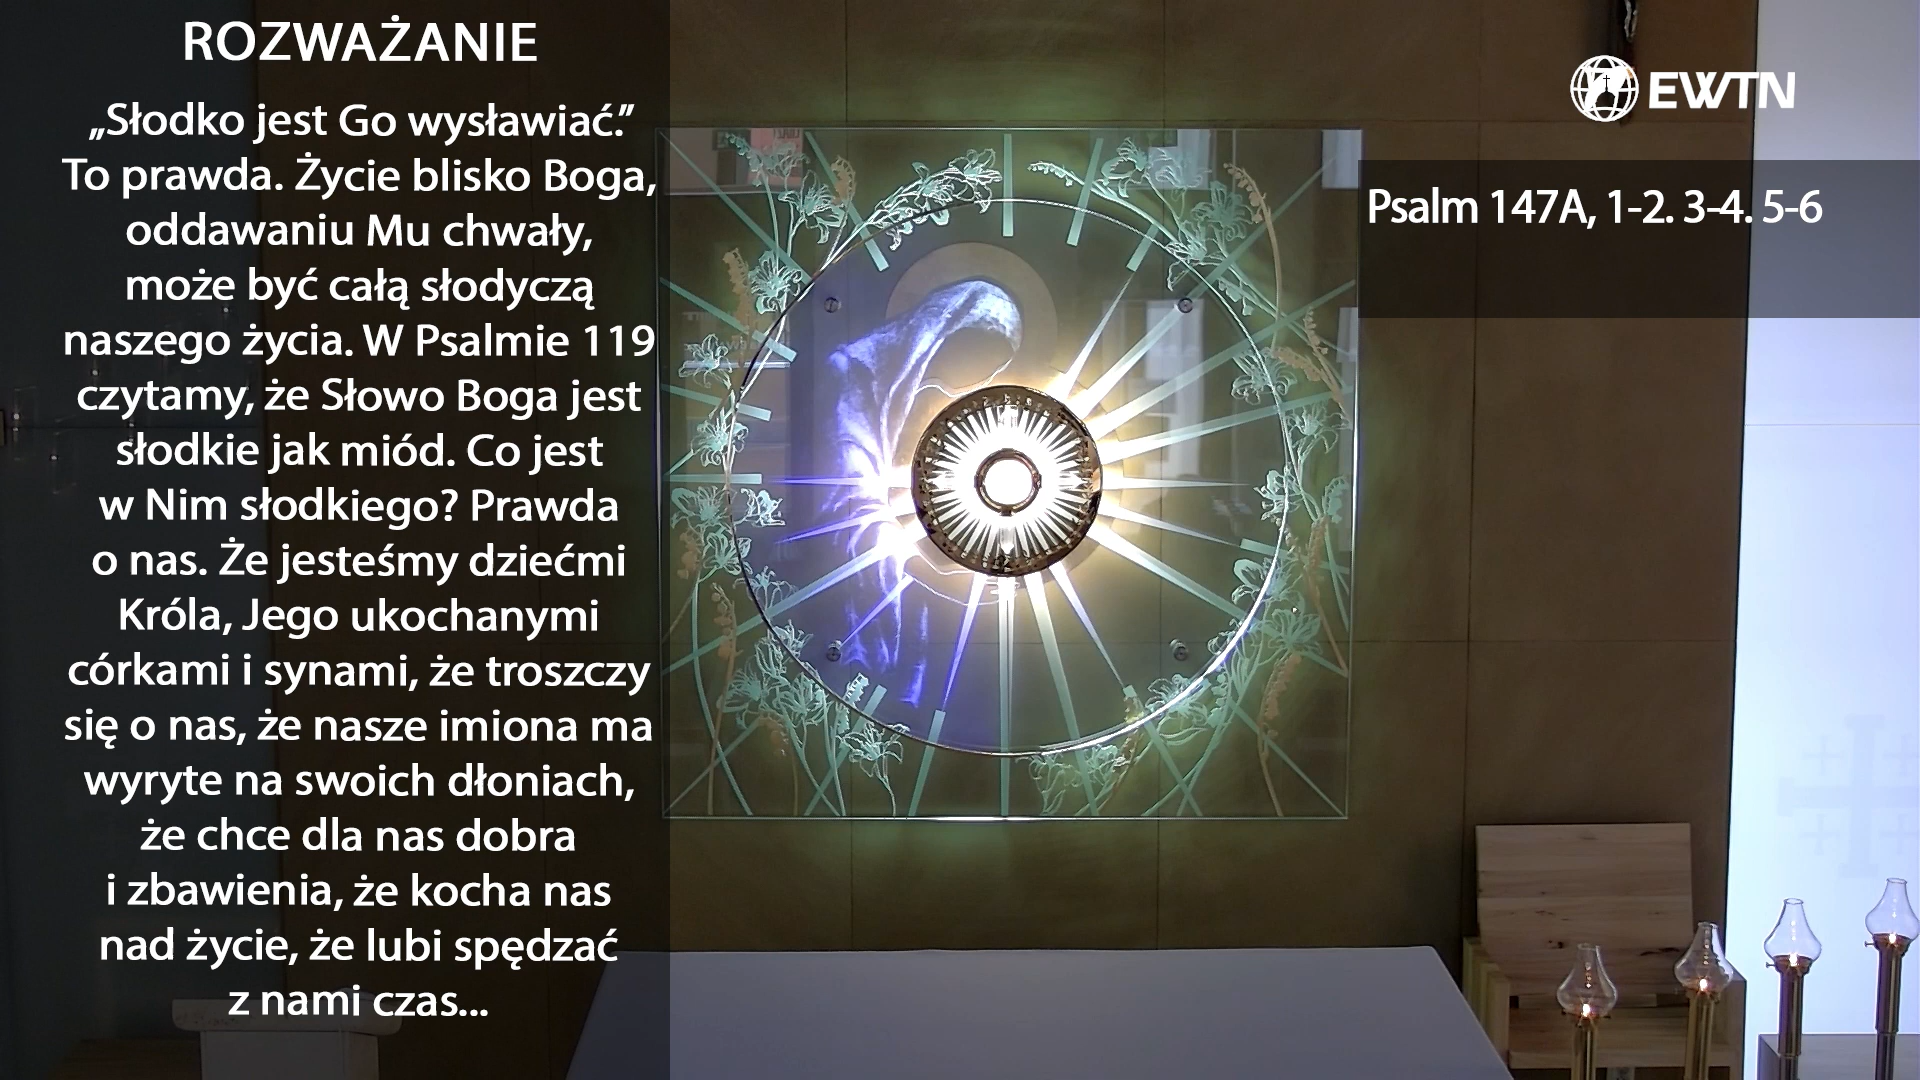 ROZWAŻANIE
„Słodko jest Go wysławiać.”
To prawda. Życie blisko Boga,
oddawaniu Mu chwały,
może być całą słodyczą
naszego życia. W Psalmie 119
czytamy, że Słowo Boga jest
słodkie jak miód. Co jest
w Nim słodkiego? Prawda
o nas. Że jesteśmy dziećmi
Króla, Jego ukochanymi
córkami i synami, że troszczy
się o nas, że nasze imiona ma
wyryte na swoich dłoniach,
że chce dla nas dobra
i zbawienia, że kocha nas
nad życie, że lubi spędzać
z nami czas...
EWTN
Psalm 147A, 1-2. 3-4. 5-6